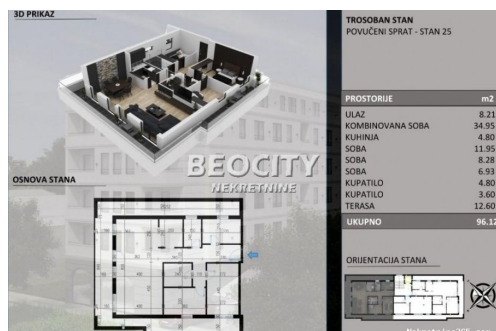 3D PRIKAZ
TROSOBAN STAN
POVUČENI SPRAT - STAN 25
PROSTORIJE m2
ULAZ 8.21
KOMBINOVANA SOBA 34.95
KUHINJA 4.80
SOBA 11.95
SOBA 8.28
SOBA 6.93
KUPATILO 4.80
KUPATILO 3.60
TERASA 12.60
UKUPNO 96.12
BEOCITY
NEKRETNINE
OSNOVA STANA
ORIJENTACIJA STANA